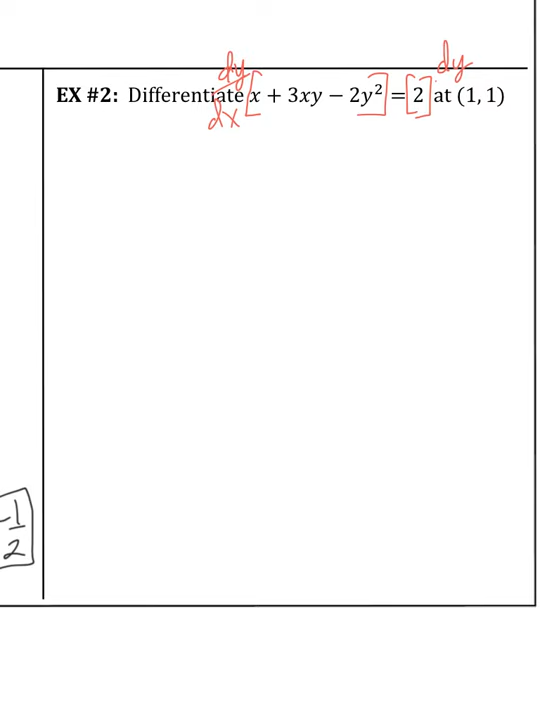 dy dy
EX #2: Differentiate x + 3xy − 2y² = 2 at (1, 1)
dx [ ] [ ]
-1
2